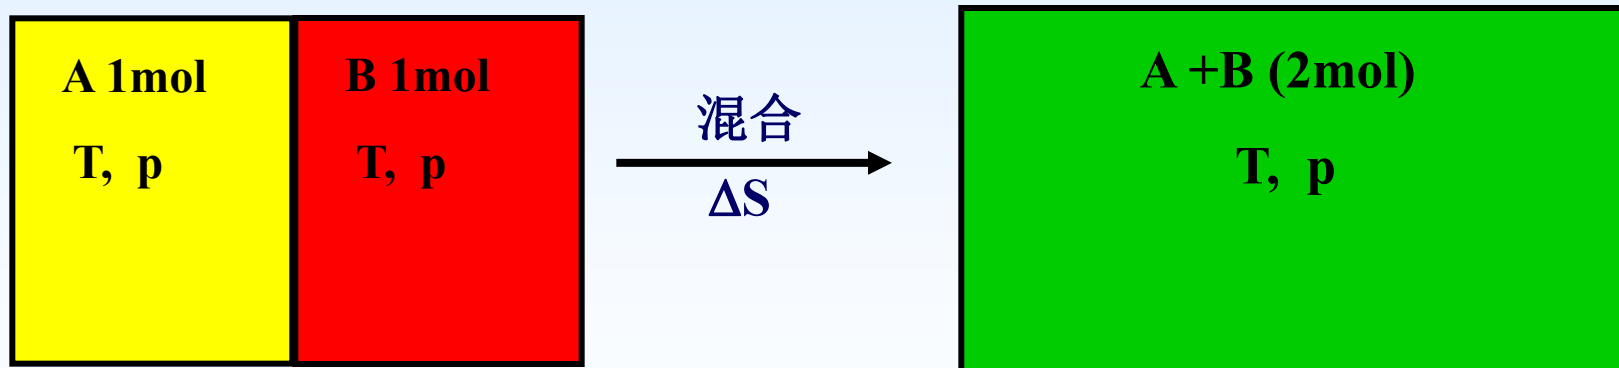 A 1mol
T, p
B 1mol
T, p
混合
ΔS
A +B (2mol)
T, p